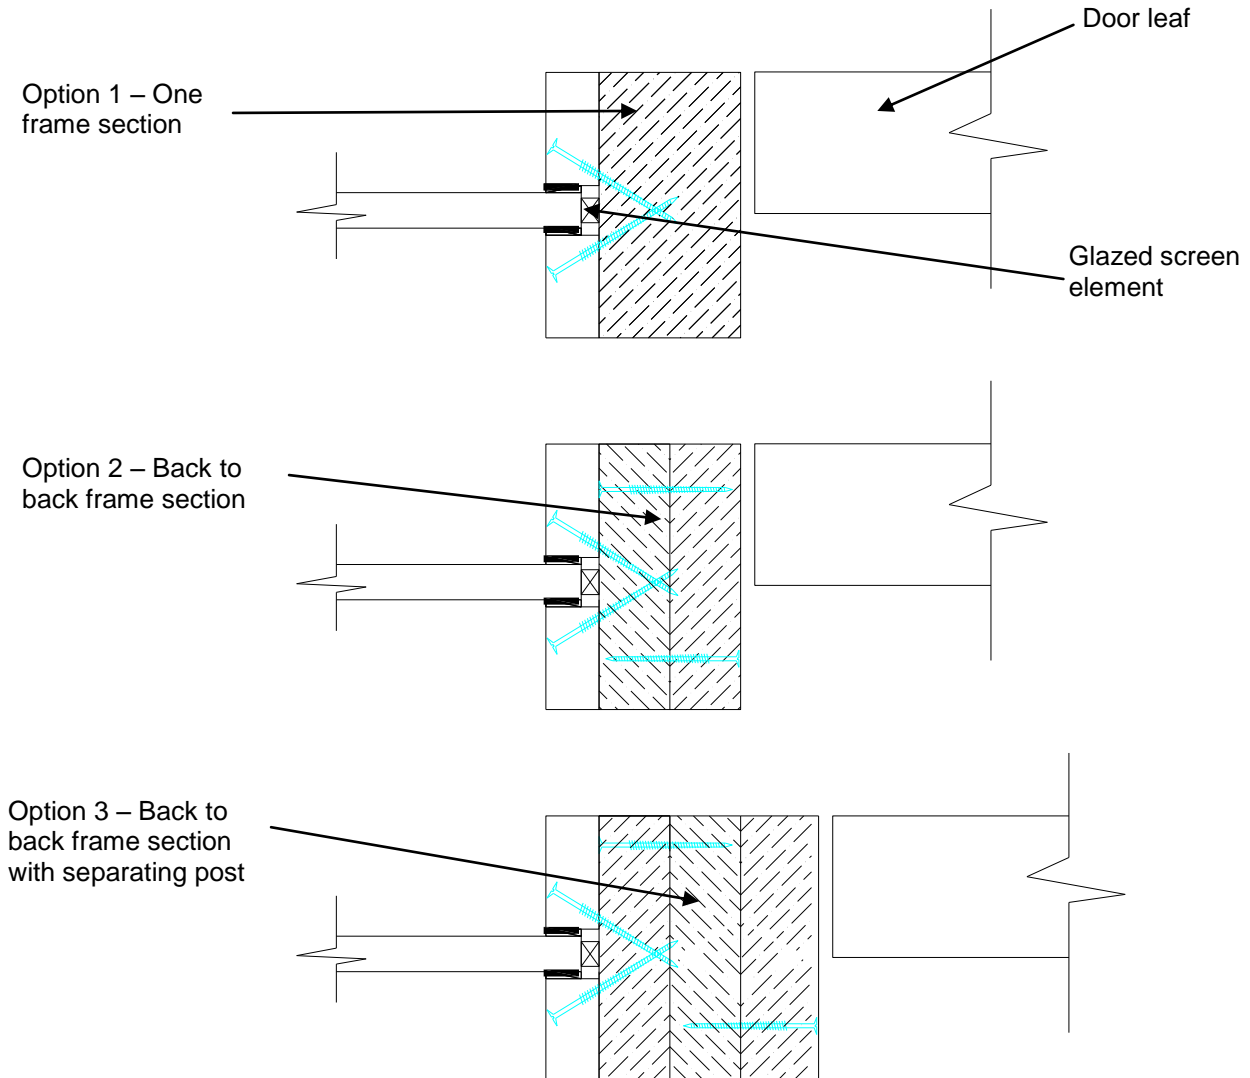 Door leaf
Option 1 – One
frame section
Glazed screen
element
Option 2 – Back to
back frame section
Option 3 – Back to
back frame section
with separating post